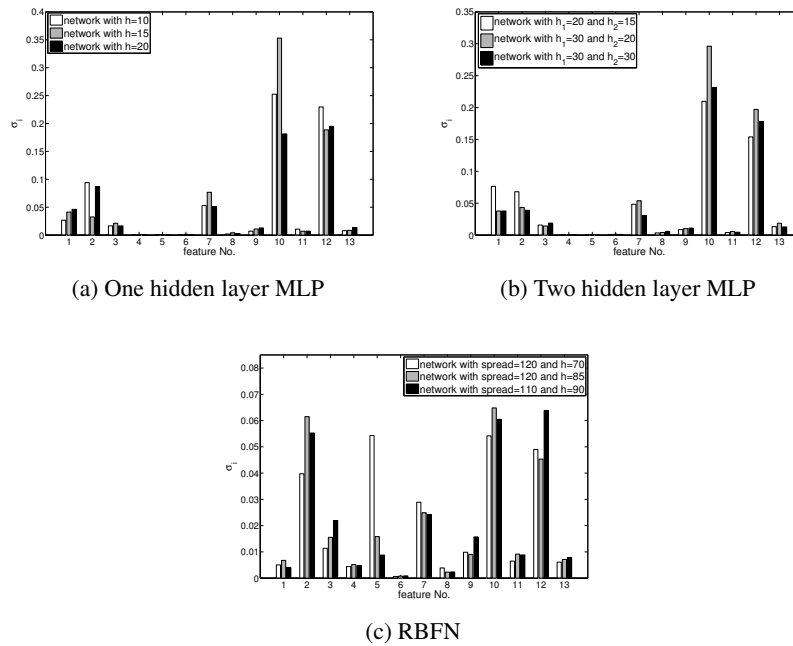 network with h=10
network with h=15
network with h=20
0.4
0.35
0.3
0.25
0.2
0.15
0.1
0.05
0
σi
1 2 3 4 5 6 7 8 9 10 11 12 13
feature No.
(a) One hidden layer MLP
network with h1=20 and h2=15
network with h1=30 and h2=20
network with h1=30 and h2=30
0.35
0.3
0.25
0.2
0.15
0.1
0.05
0
σi
1 2 3 4 5 6 7 8 9 10 11 12 13
feature No.
(b) Two hidden layer MLP
network with spread=120 and h=70
network with spread=120 and h=85
network with spread=110 and h=90
0.08
0.07
0.06
0.05
0.04
0.03
0.02
0.01
0
σi
1 2 3 4 5 6 7 8 9 10 11 12 13
feature No.
(c) RBFN